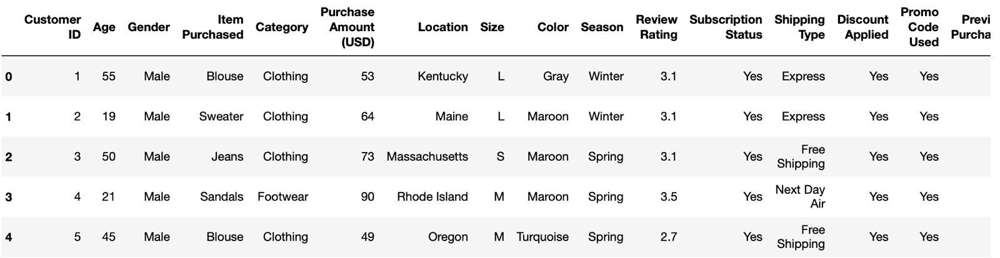 Customer ID Age Gender Item Purchased Category Purchase Amount (USD) Location Size Color Season Review Rating Subscription Status Shipping Type Discount Applied Promo Code Used Previ Purcha
0 1 55 Male Blouse Clothing 53 Kentucky L Gray Winter 3.1 Yes Express Yes Yes
1 2 19 Male Sweater Clothing 64 Maine L Maroon Winter 3.1 Yes Express Yes Yes
2 3 50 Male Jeans Clothing 73 Massachusetts S Maroon Spring 3.1 Yes Free Shipping Yes Yes
3 4 21 Male Sandals Footwear 90 Rhode Island M Maroon Spring 3.5 Yes Next Day Air Yes Yes
4 5 45 Male Blouse Clothing 49 Oregon M Turquoise Spring 2.7 Yes Free Shipping Yes Yes